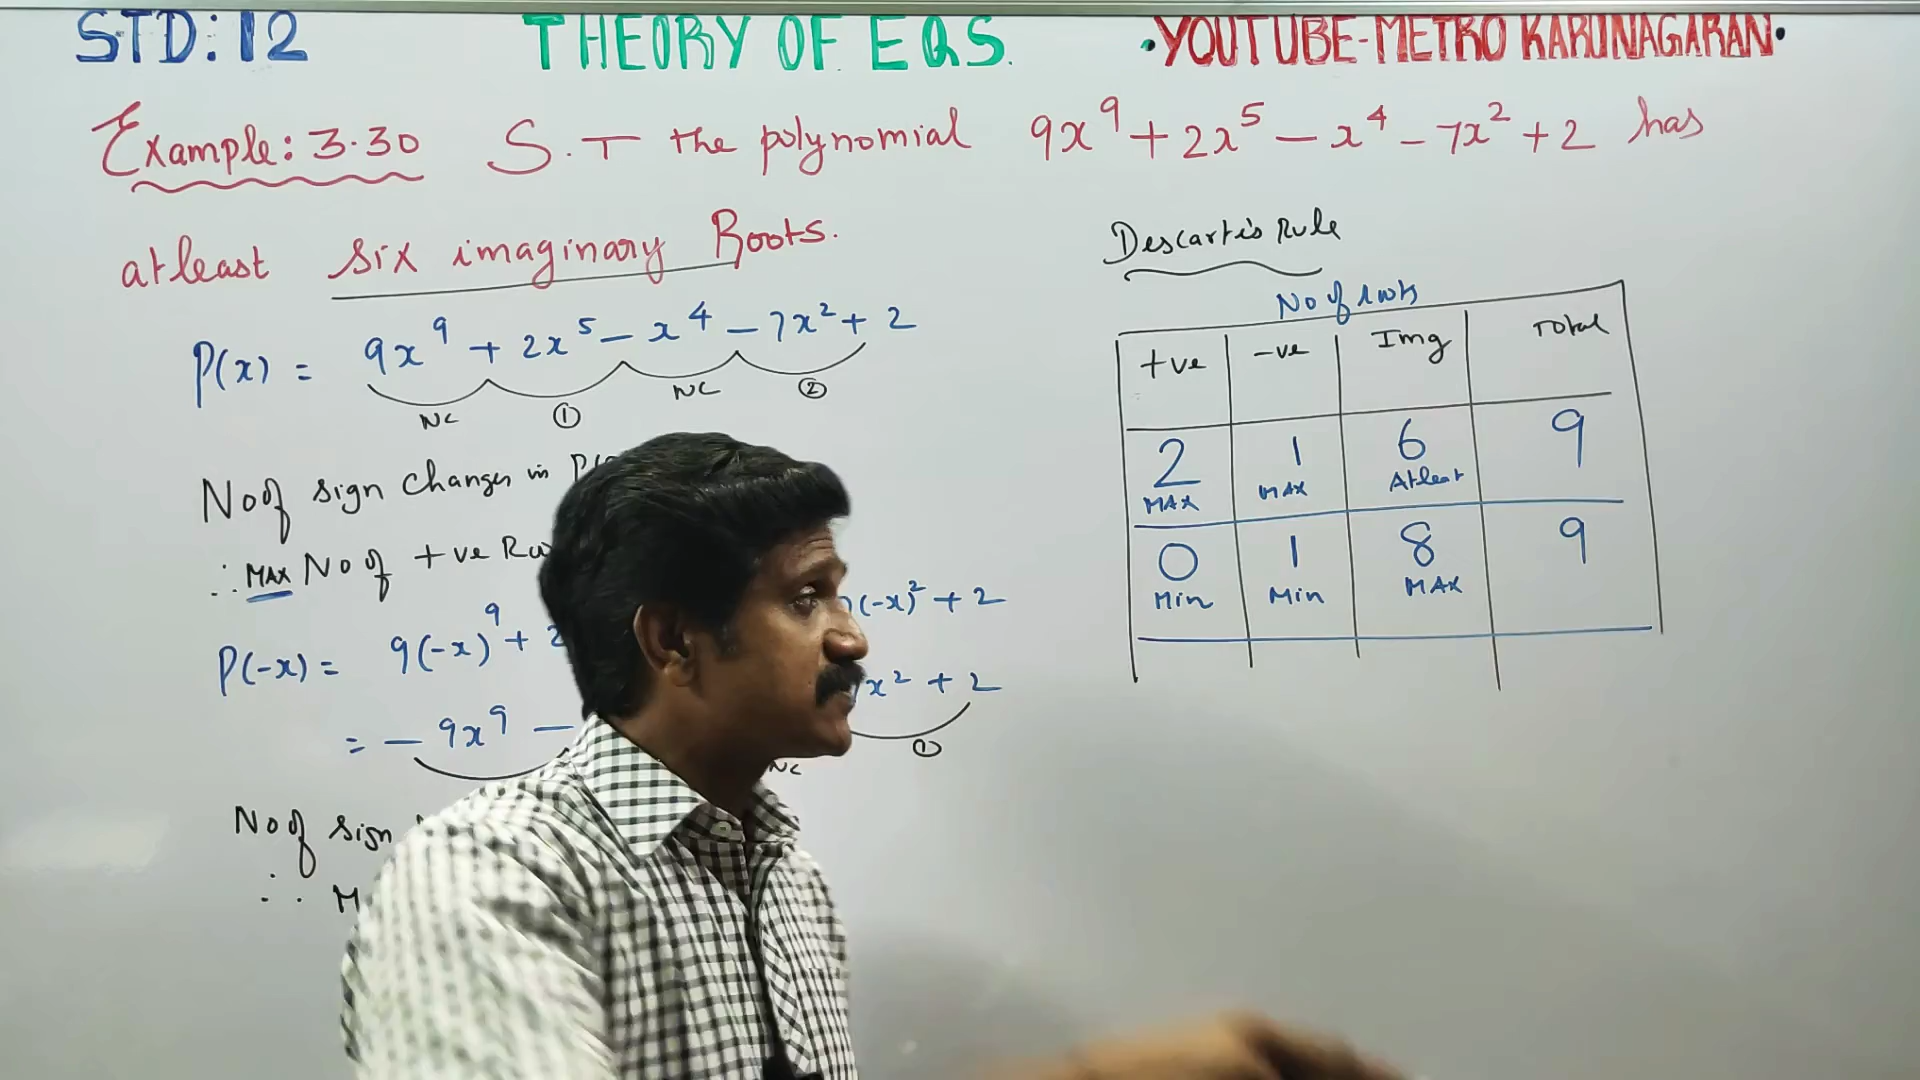 STD: 12 THEORY OF EQS. •YOUTUBE-METRO KARUNAGARAN•
Example: 3.30 S.T the polynomial 9x⁹ + 2x⁵ - x⁴ - 7x² + 2 has
atleast six imaginary Roots.
P(x) = 9x⁹ + 2x⁵ - x⁴ - 7x² + 2
NC ① NC ②
No of sign changes in
∴ MAX No of +ve
P(-x) = 9(-x)⁹ + 2 (-x)² + 2
= - 9x⁹ - x² + 2
NC ①
No of sign
∴ M
Descarte's Rule
No of roots
+ve -ve Img Total
2 1 6 9
MAX MAX Atleast
0 1 8 9
Min Min MAX